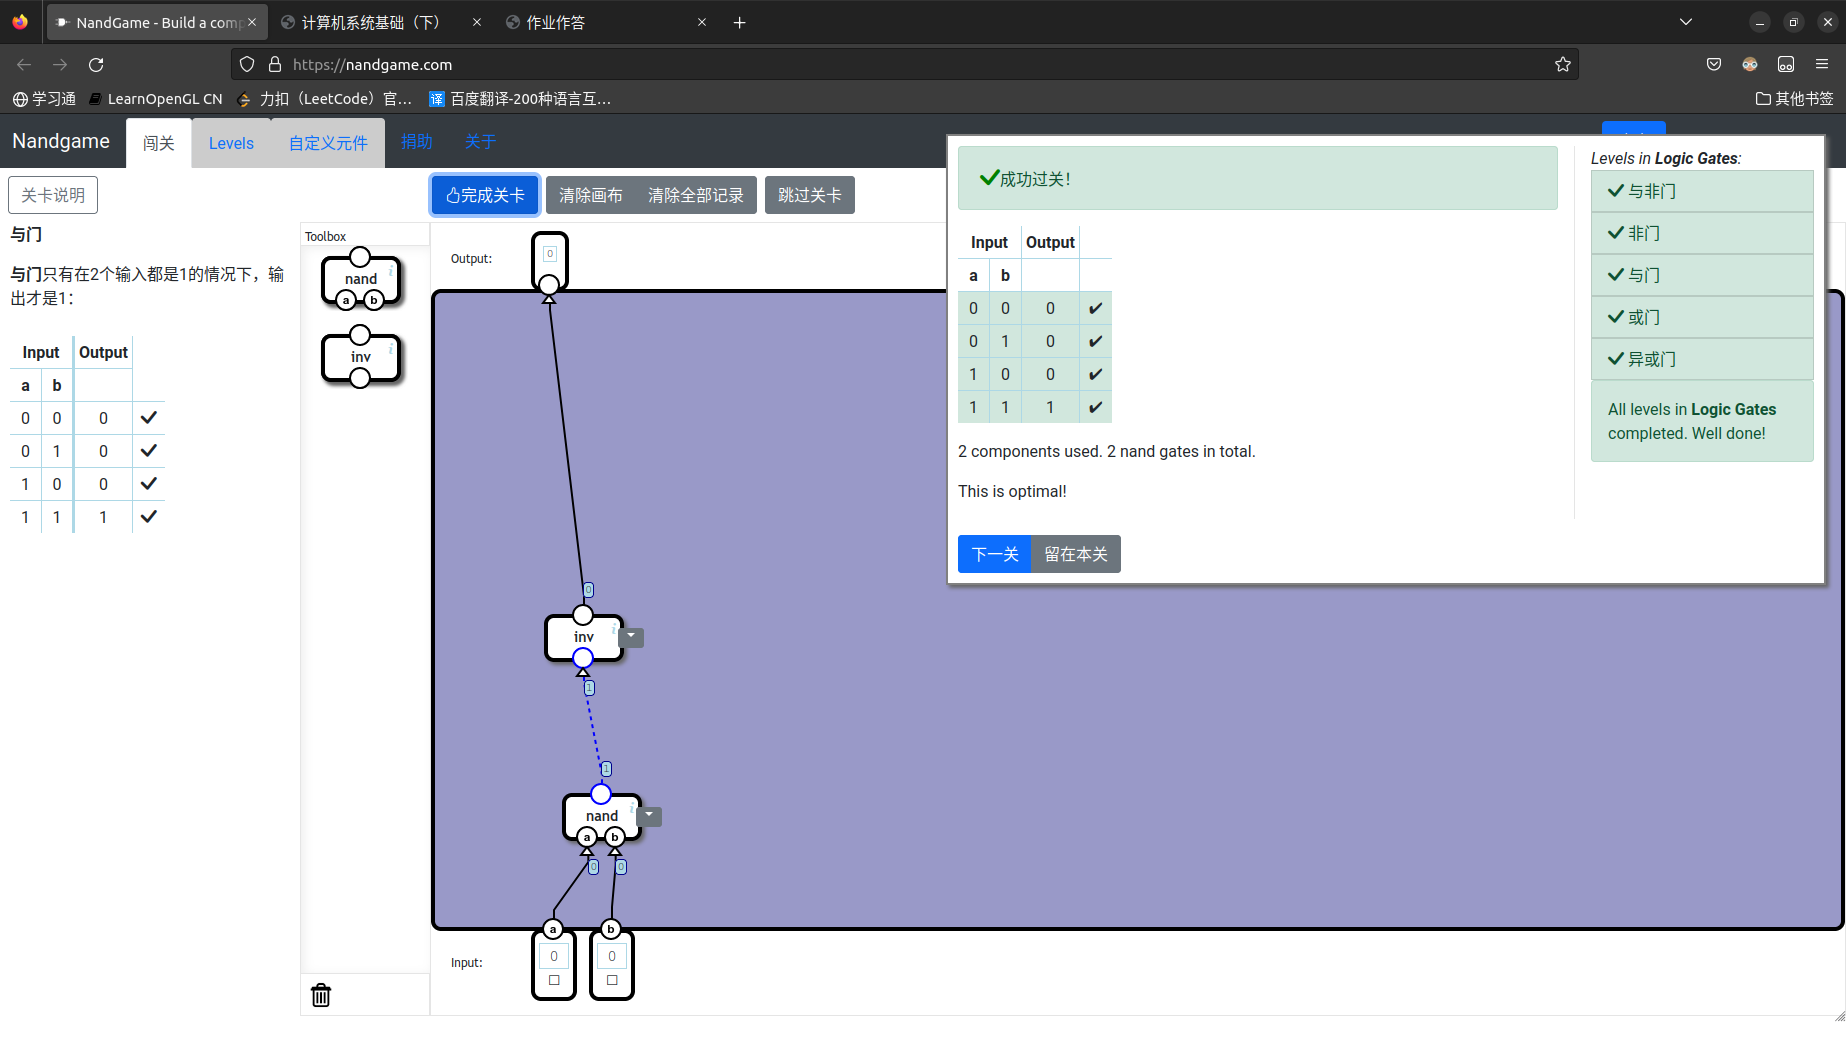 NandGame - Build a comp
计算机系统基础（下）
作业作答
https://nandgame.com
学习通
LearnOpenGL CN
力扣（LeetCode）官…
译 百度翻译-200种语言互…
其他书签
Nandgame
闯关
Levels
自定义元件
捐助
关于
关卡说明
完成关卡
清除画布
清除全部记录
跳过关卡
与门
与门只有在2个输入都是1的情况下，输
出才是1：
Input Output
a b
0 0 0 ✔
0 1 0 ✔
1 0 0 ✔
1 1 1 ✔
Toolbox
nand
i
a b
inv
i
Output:
0
0
inv
i
1
1
nand
i
a b
0 0
a b
Input:
0 0
✔成功过关！
Input Output
a b
0 0 0 ✔
0 1 0 ✔
1 0 0 ✔
1 1 1 ✔
2 components used. 2 nand gates in total.
This is optimal!
下一关
留在本关
Levels in Logic Gates:
✔ 与非门
✔ 非门
✔ 与门
✔ 或门
✔ 异或门
All levels in Logic Gates
completed. Well done!